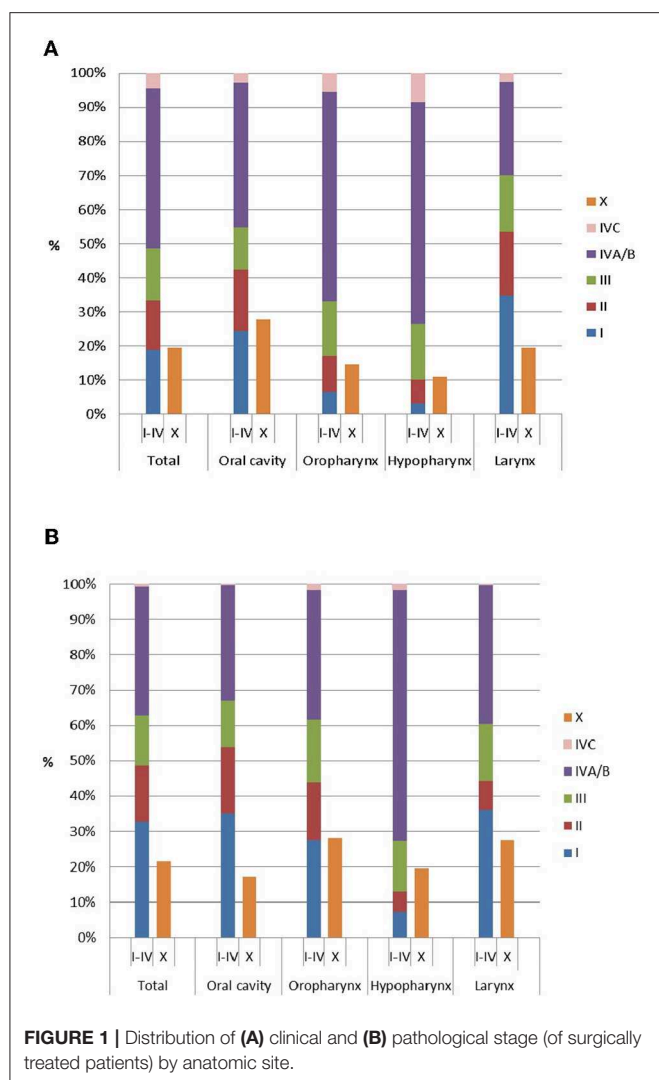 A
100%
90%
80%
70%
60%
%
50%
40%
30%
20%
10%
0%
X
IVC
IVA/B
III
II
I
I-IV X I-IV X I-IV X I-IV X I-IV X
Total Oral cavity Oropharynx Hypopharynx Larynx
B
100%
90%
80%
70%
60%
%
50%
40%
30%
20%
10%
0%
X
IVC
IVA/B
III
II
I
I-IV X I-IV X I-IV X I-IV X I-IV X
Total Oral cavity Oropharynx Hypopharynx Larynx
FIGURE 1 | Distribution of (A) clinical and (B) pathological stage (of surgically
treated patients) by anatomic site.